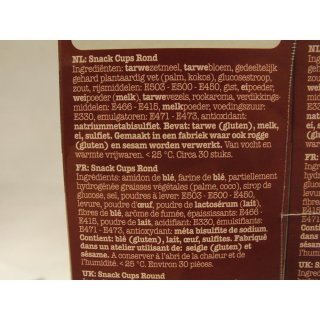 NL: Snack Cups Rond
Ingrediënten: tarwezetmeel, tarwebloem, gedeeltelijk
gehard plantaardig vet (palm, kokos), glucosestroop,
zout, rijsmiddelen: E503 - E500 - E450, gist, eipoeder,
weipoeder (melk), tarwevezels, rookaroma, verdikkings-
middelen: E466 - E415, melkpoeder, voedingszuur:
E330, emulgatoren: E471 - E473, antioxidant:
natriummetabisulfiet. Bevat: tarwe (gluten), melk,
ei, sulfiet. Gemaakt in een fabriek waar ook rogge
(gluten) en sesam worden verwerkt. Van vocht en
warmte vrijwaren. < 25 °C. Circa 30 stuks.
FR: Snack Cups Rond
Ingrédients: amidon de blé, farine de blé, partiellement
hydrogénée graisses végétales (palme, coco), sirop de
glucose, sel, poudres à lever: E503 - E500 - E450,
levure, poudre d'œuf, poudre de lactosérum (lait),
fibres de blé, arôme de fumée, épaississants: E466-
E415, poudre de lait, acidifiant: E330, emulsifiants:
E471 - E473, antioxydant: méta bisulfite de sodium.
Contient: blé (gluten), lait, œuf, sulfites. Fabriqué
dans un atelier utilisant de: seigle (gluten) et
sésame. A conserver à l'abri de la chaleur et de
l'humidité. < 25 °C. Environ 30 pièces.
UK: Snack Cups Round